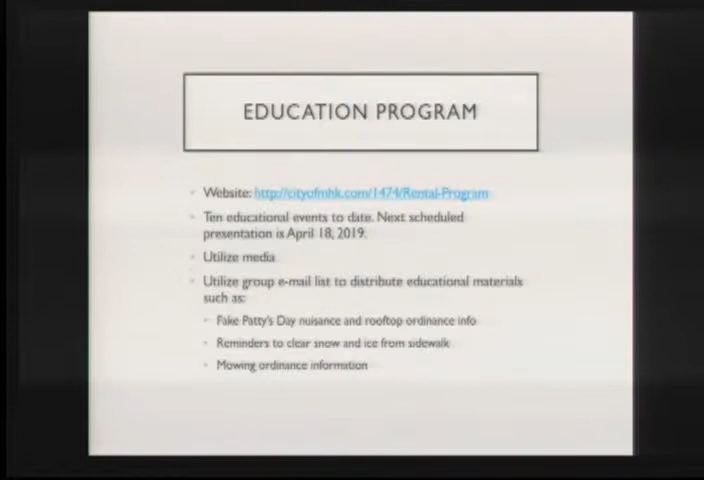 EDUCATION PROGRAM
Website: http://cityofmhk.com/1474/Rental-Program
Ten educational events to date. Next scheduled
presentation is April 18, 2019.
Utilize media
Utilize group e-mail list to distribute educational materials
such as:
Fake Patty's Day nuisance and rooftop ordinance info
Reminders to clear snow and ice from sidewalk
Mowing ordinance information